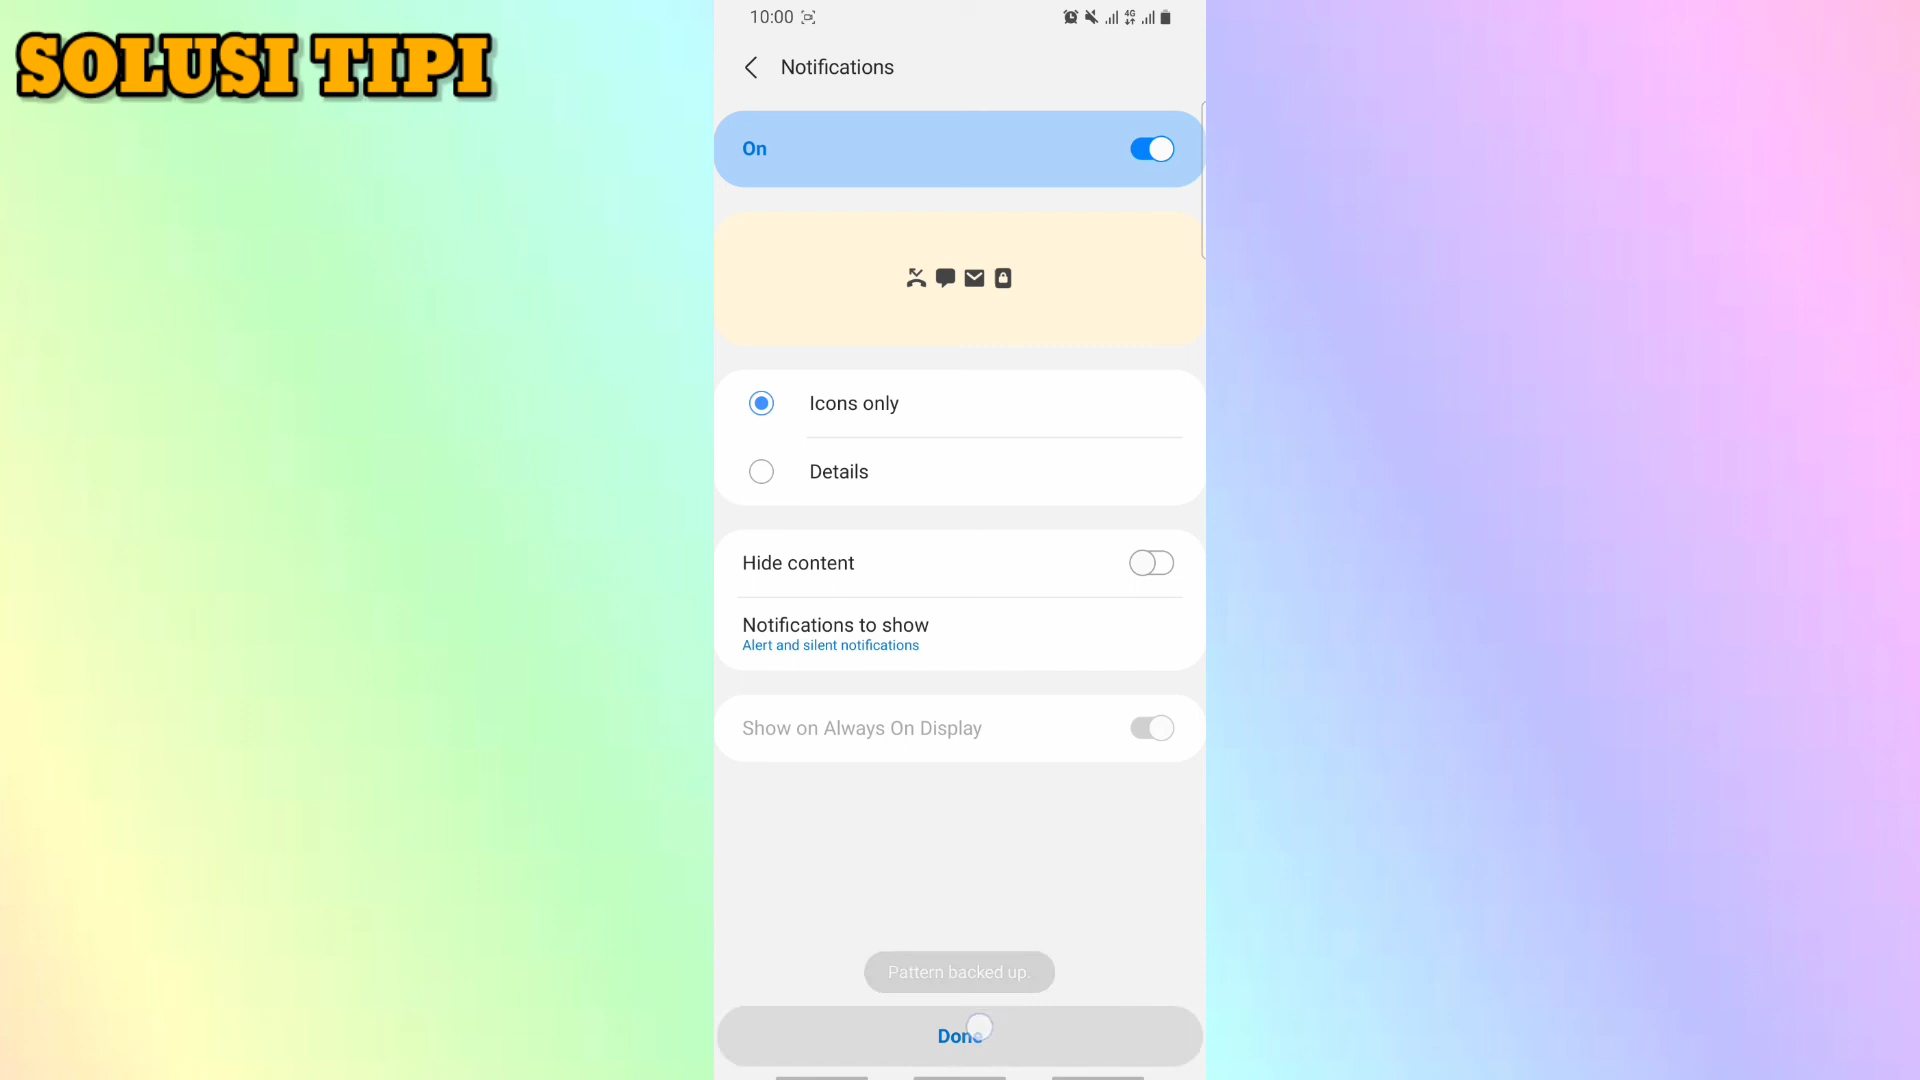 SOLUSI TIPI
10:00
4G
Notifications
On
Icons only
Details
Hide content
Notifications to show
Alert and silent notifications
Show on Always On Display
Pattern backed up.
Done